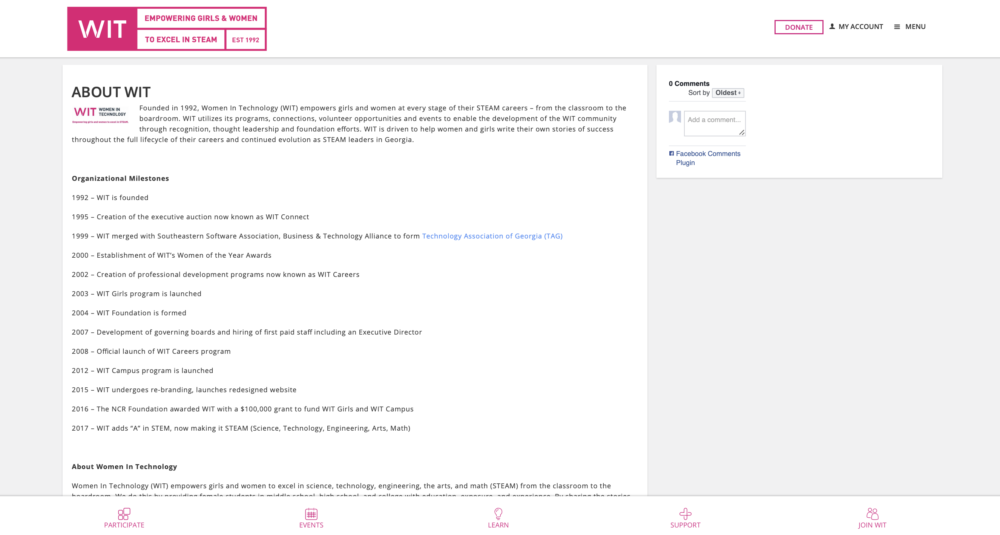 WIT
EMPOWERING GIRLS & WOMEN
TO EXCEL IN STEAM
EST 1992
DONATE
MY ACCOUNT
MENU
ABOUT WIT
WIT WOMEN IN
TECHNOLOGY
Empowering girls and women to excel in STEAM.
Founded in 1992, Women In Technology (WIT) empowers girls and women at every stage of their STEAM careers – from the classroom to the
boardroom. WIT utilizes its programs, connections, volunteer opportunities and events to enable the development of the WIT community
through recognition, thought leadership and foundation efforts. WIT is driven to help women and girls write their own stories of success
throughout the full lifecycle of their careers and continued evolution as STEAM leaders in Georgia.
Organizational Milestones
1992 – WIT is founded
1995 – Creation of the executive auction now known as WIT Connect
1999 – WIT merged with Southeastern Software Association, Business & Technology Alliance to form Technology Association of Georgia (TAG)
2000 – Establishment of WIT’s Women of the Year Awards
2002 – Creation of professional development programs now known as WIT Careers
2003 – WIT Girls program is launched
2004 – WIT Foundation is formed
2007 – Development of governing boards and hiring of first paid staff including an Executive Director
2008 – Official launch of WIT Careers program
2012 – WIT Campus program is launched
2015 – WIT undergoes re-branding, launches redesigned website
2016 – The NCR Foundation awarded WIT with a $100,000 grant to fund WIT Girls and WIT Campus
2017 – WIT adds “A” in STEM, now making it STEAM (Science, Technology, Engineering, Arts, Math)
About Women In Technology
Women In Technology (WIT) empowers girls and women to excel in science, technology, engineering, the arts, and math (STEAM) from the classroom to the
boardroom. We do this by providing female students in middle school, high school, and college with education, exposure, and experience. By sharing the stories
0 Comments
Sort by Oldest
Add a comment...
Facebook Comments
Plugin
PARTICIPATE
EVENTS
LEARN
SUPPORT
JOIN WIT